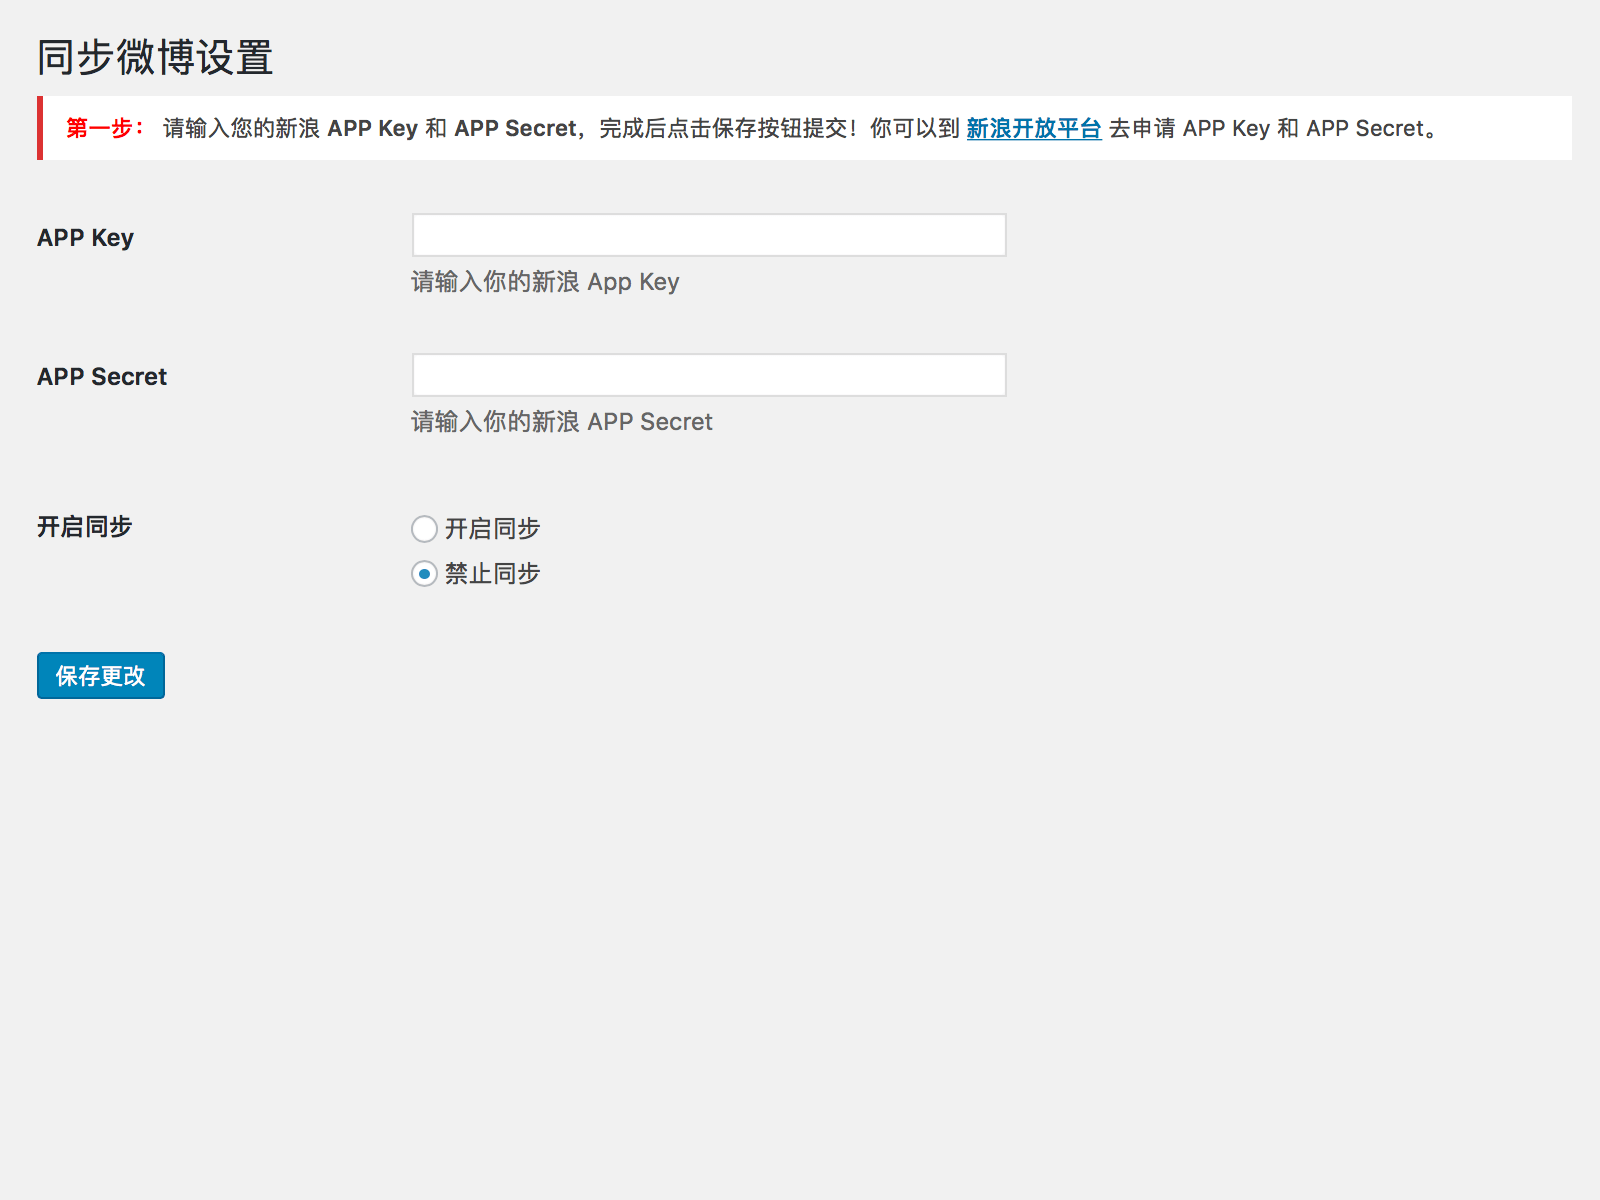 同步微博设置
第一步： 请输入您的新浪 APP Key 和 APP Secret，完成后点击保存按钮提交！你可以到 新浪开放平台 去申请 APP Key 和 APP Secret。
APP Key
请输入你的新浪 App Key
APP Secret
请输入你的新浪 APP Secret
开启同步
开启同步
禁止同步
保存更改